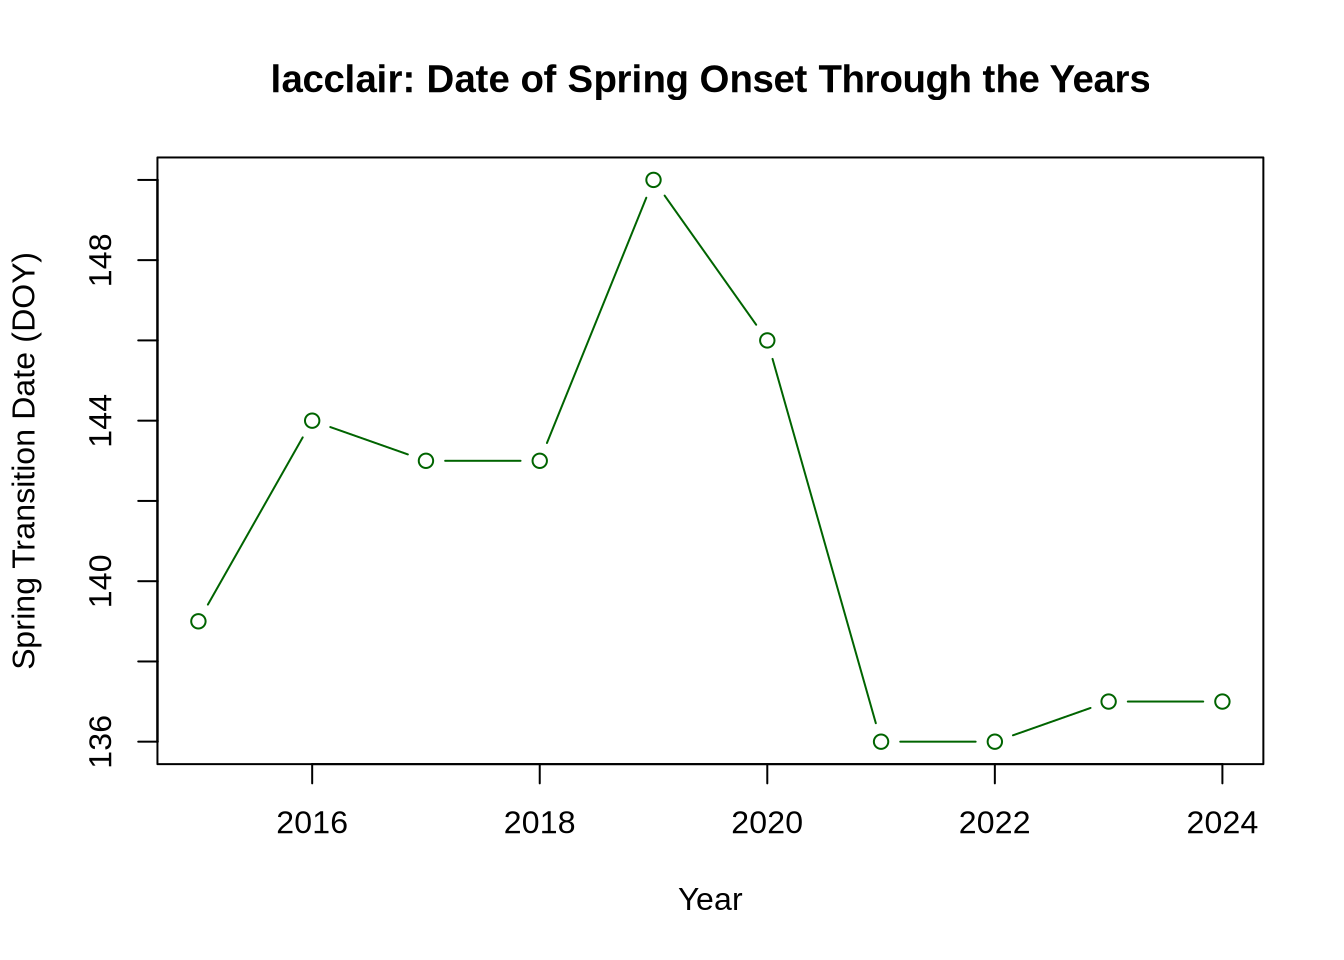 lacclair: Date of Spring Onset Through the Years
Spring Transition Date (DOY)
148
144
140
136
2016 2018 2020 2022 2024
Year